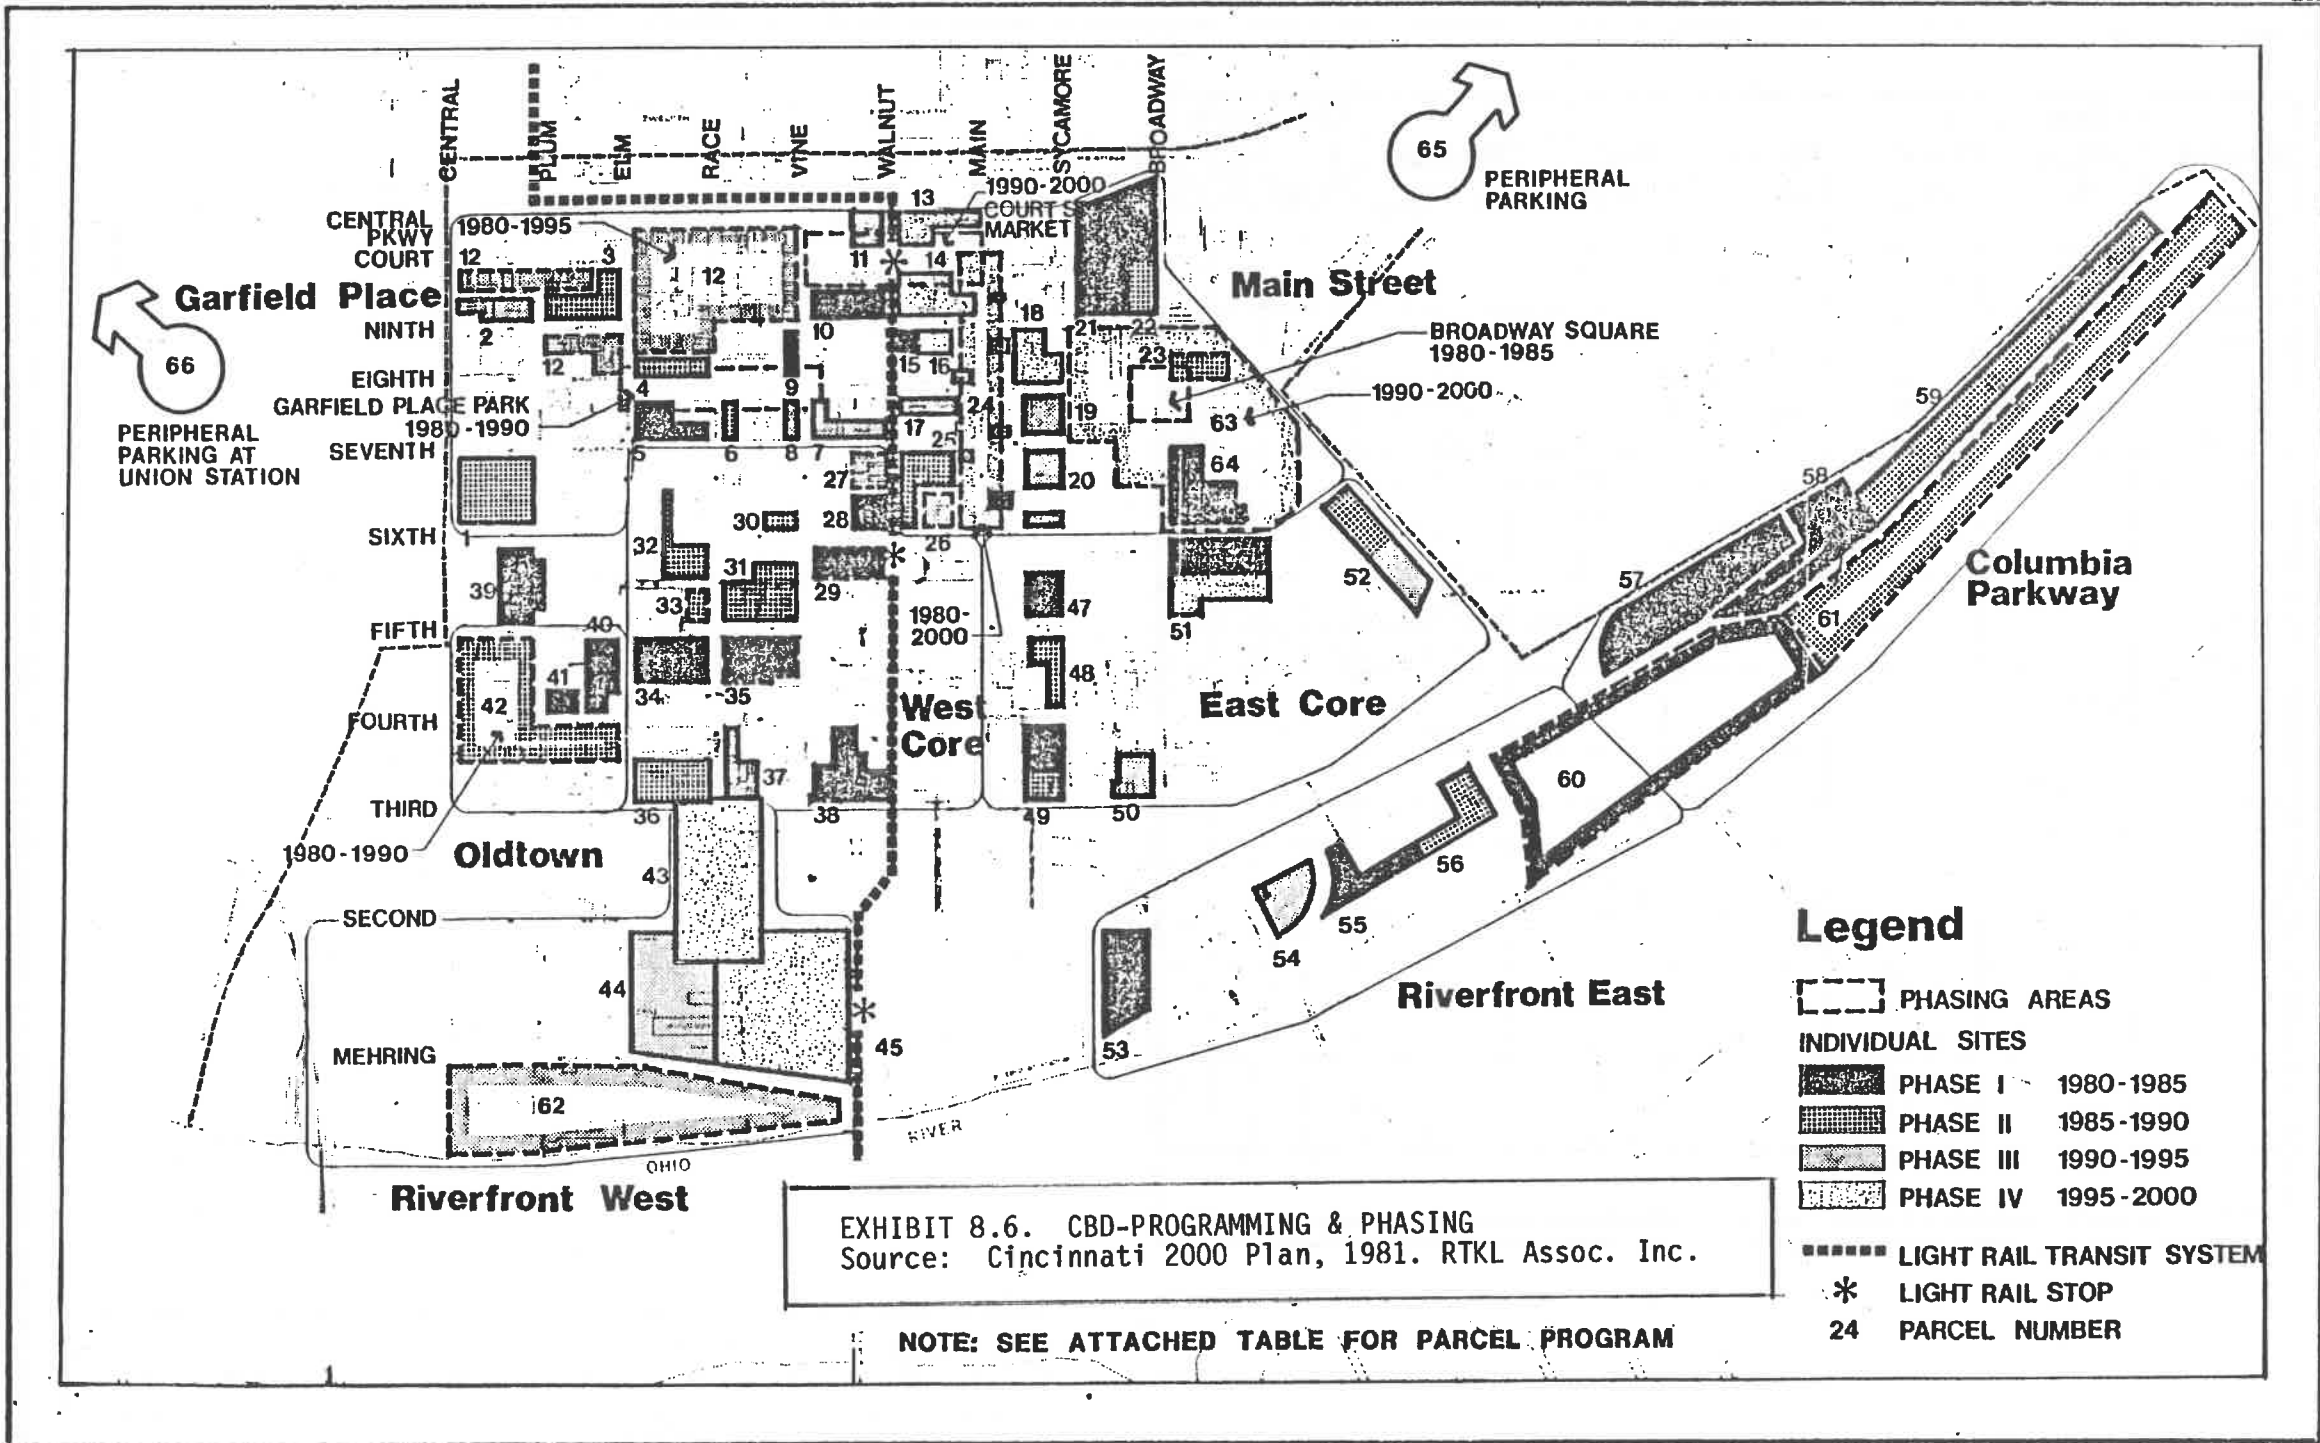 CENTRAL
PLUM
ELM
RACE
VINE
WALNUT
MAIN
SYCAMORE
BROADWAY
65
PERIPHERAL
PARKING
66
PERIPHERAL
PARKING AT
UNION STATION
CENTRAL
PKWY
COURT
Garfield Place
NINTH
EIGHTH
GARFIELD PLACE PARK
1980-1990
SEVENTH
SIXTH
FIFTH
FOURTH
THIRD
1980-1990
Oldtown
SECOND
MEHRING
1980-1995
1990-2000
COURT S
MARKET
Main Street
BROADWAY SQUARE
1980-1985
1990-2000
12
3
2
12
12
4
5
6
7
8
9
10
11
13
14
15
16
17
18
19
20
21
22
23
24
25
26
27
28
29
30
31
32
33
34
35
36
37
38
39
40
41
42
43
44
45
47
48
49
50
51
52
53
54
55
56
57
58
59
60
61
62
63
64
1
1980-
2000
West
Core
East Core
Columbia
Parkway
Riverfront East
Riverfront West
OHIO
RIVER
Legend
PHASING AREAS
INDIVIDUAL SITES
PHASE I 1980-1985
PHASE II 1985-1990
PHASE III 1990-1995
PHASE IV 1995-2000
LIGHT RAIL TRANSIT SYSTEM
LIGHT RAIL STOP
24 PARCEL NUMBER
EXHIBIT 8.6. CBD-PROGRAMMING & PHASING
Source: Cincinnati 2000 Plan, 1981. RTKL Assoc. Inc.
NOTE: SEE ATTACHED TABLE FOR PARCEL PROGRAM